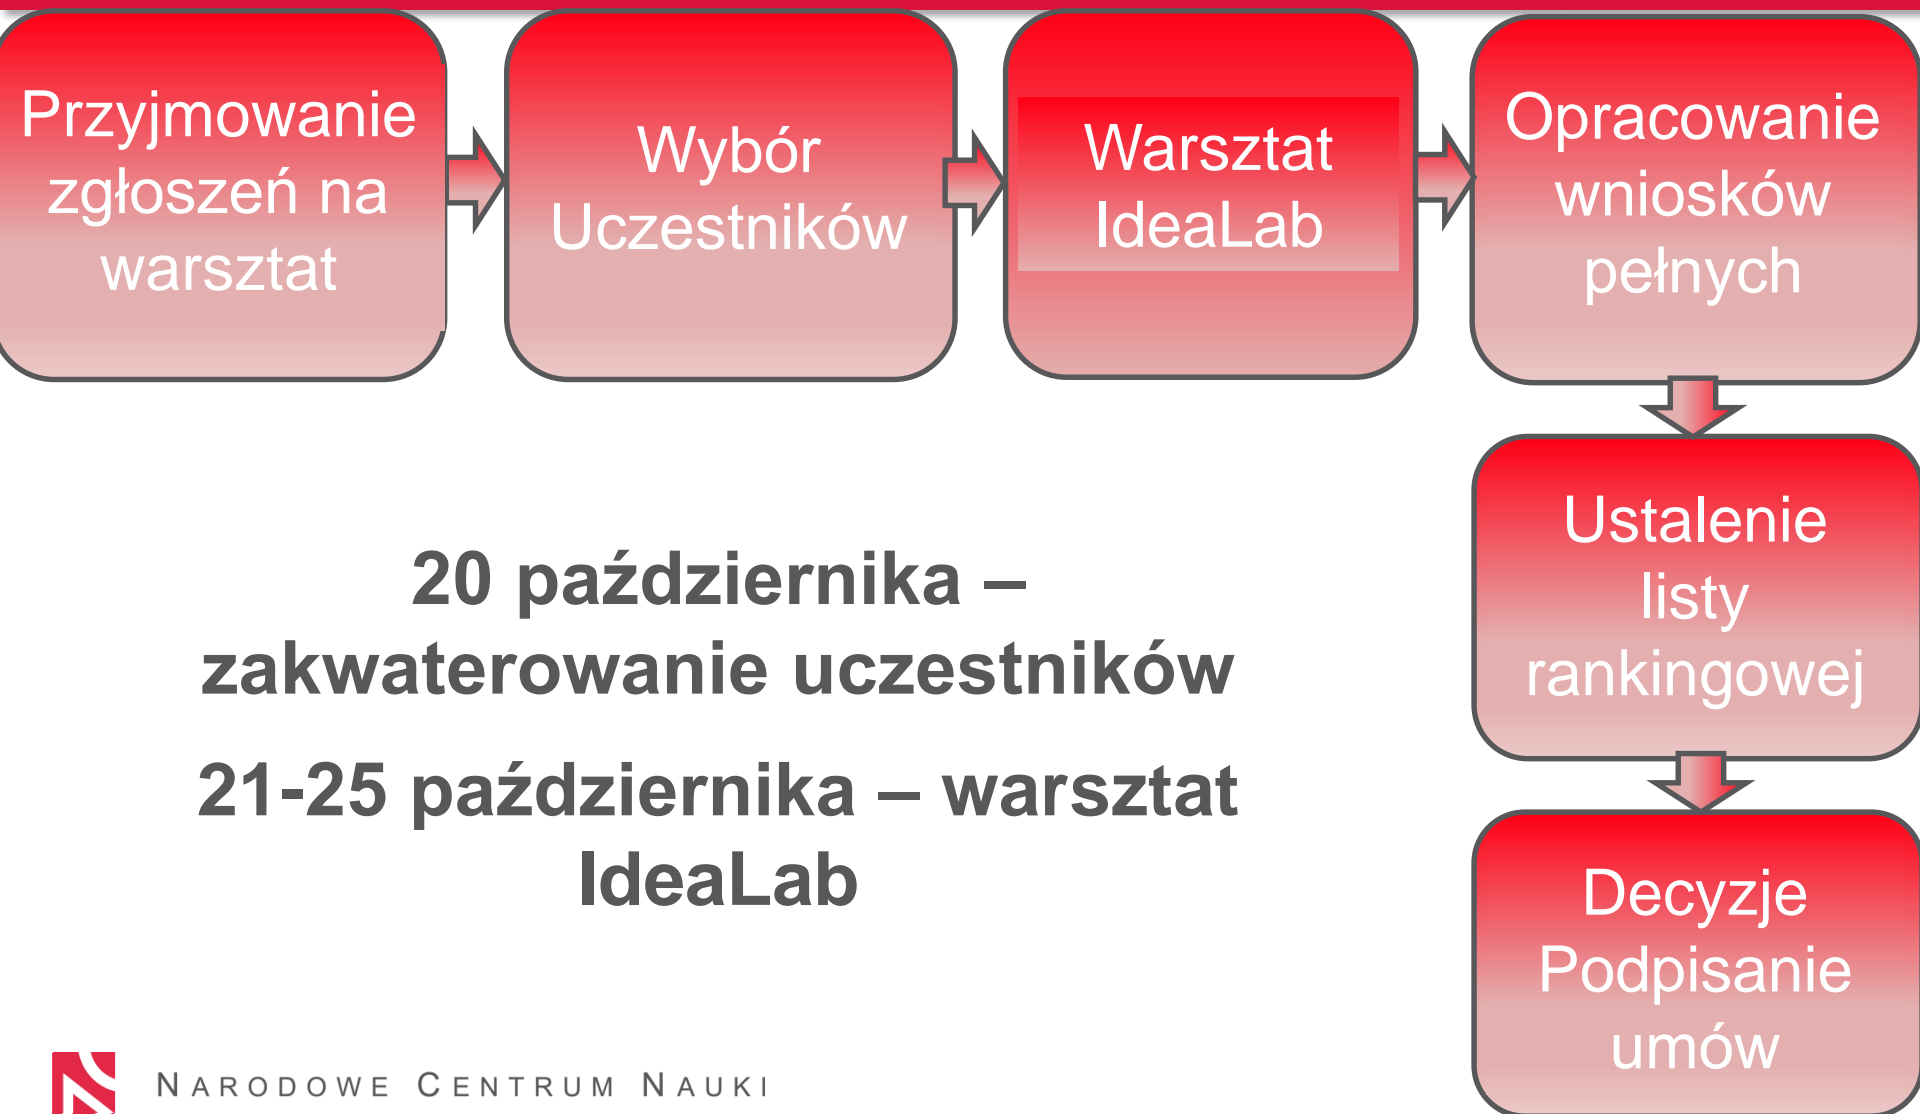 Przyjmowanie
zgłoszeń na
warsztat
Wybór
Uczestników
Warsztat
IdeaLab
Opracowanie
wniosków
pełnych
Ustalenie
listy
rankingowej
Decyzje
Podpisanie
umów
20 października –
zakwaterowanie uczestników
21-25 października – warsztat
IdeaLab
NARODOWE CENTRUM NAUKI